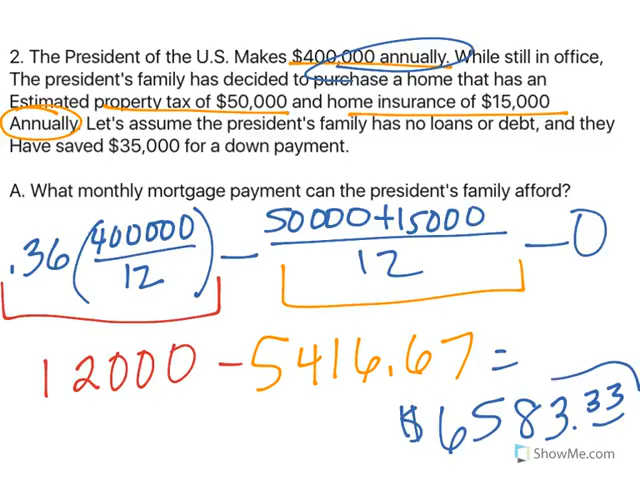 2. The President of the U.S. Makes $400,000 annually. While still in office,
The president's family has decided to purchase a home that has an
Estimated property tax of $50,000 and home insurance of $15,000
Annually. Let's assume the president's family has no loans or debt, and they
Have saved $35,000 for a down payment.
A. What monthly mortgage payment can the president's family afford?
.36(400000/12) - 50000+15000/12 - 0
12000 - 5416.67 =
$6583.33
ShowMe.com